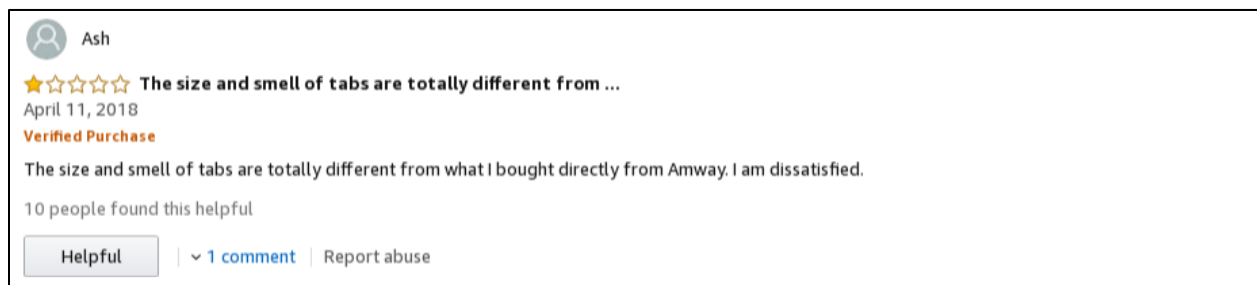 Ash
The size and smell of tabs are totally different from ...
April 11, 2018
Verified Purchase
The size and smell of tabs are totally different from what I bought directly from Amway. I am dissatisfied.
10 people found this helpful
Helpful 1 comment Report abuse